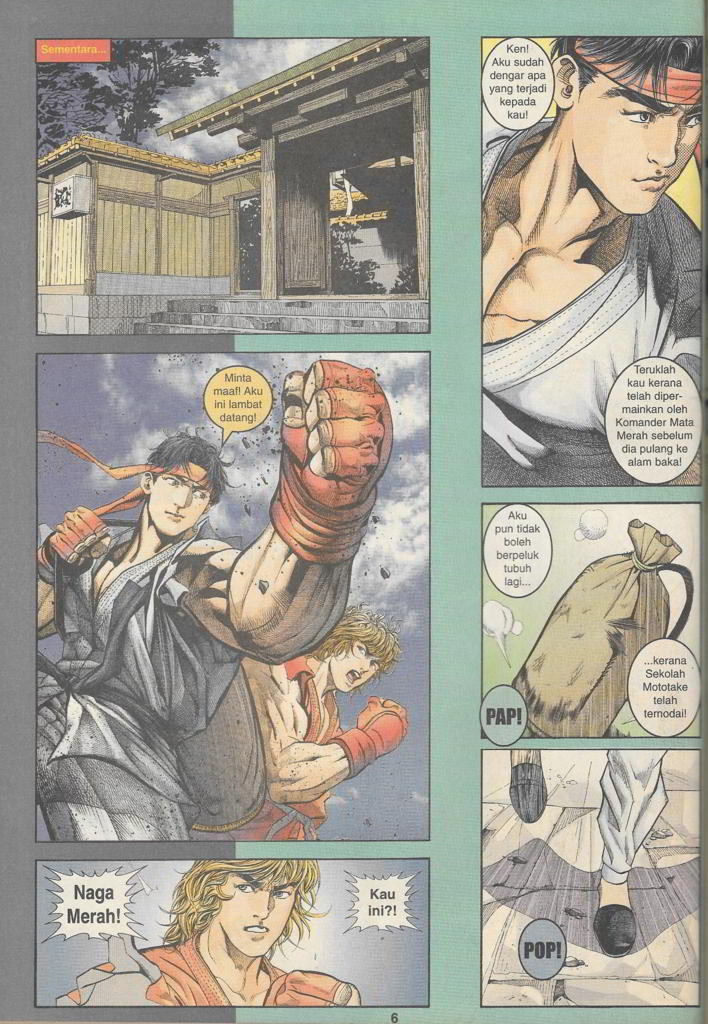 Sementara...
Minta
maaf! Aku
ini lambat
datang!
Naga
Merah!
Kau
ini?!
Ken!
Aku sudah
dengar apa
yang terjadi
kepada
kau!
Teruklah
kau kerana
telah diper-
mainkan oleh
Komander Mata
Merah sebelum
dia pulang ke
alam baka!
Aku
pun tidak
boleh
berpeluk
tubuh
lagi...
...kerana
Sekolah
Mototake
telah
ternodai!
PAP!
POP!
6